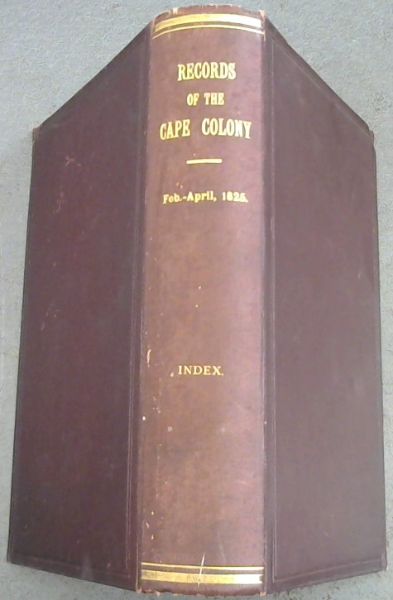 RECORDS
OF THE
CAPE COLONY
Feb.-April, 1825.
INDEX.